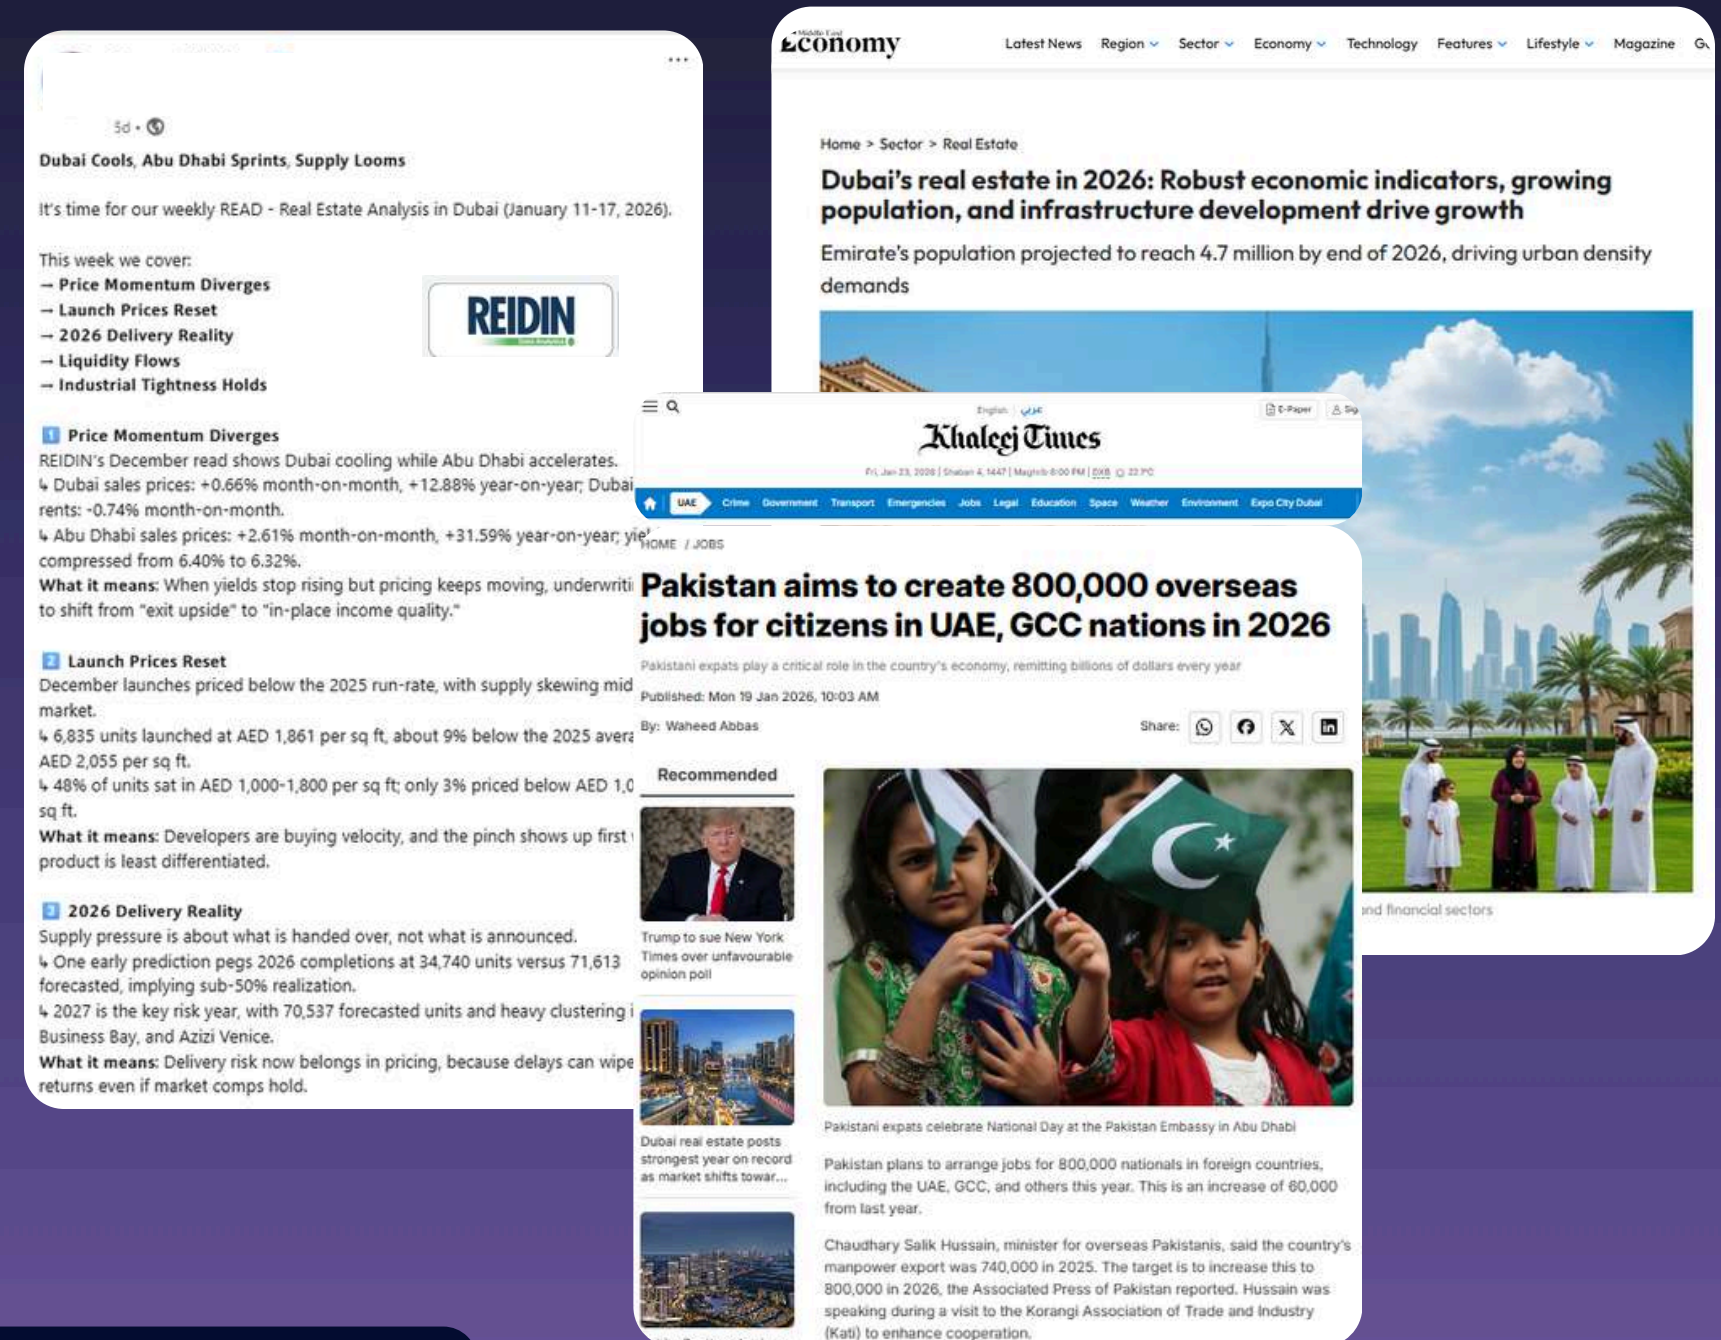 5d •
Dubai Cools, Abu Dhabi Sprints, Supply Looms
It's time for our weekly READ - Real Estate Analysis in Dubai (January 11-17, 2026).
This week we cover:
→ Price Momentum Diverges
→ Launch Prices Reset
→ 2026 Delivery Reality
→ Liquidity Flows
→ Industrial Tightness Holds
REIDIN
1 Price Momentum Diverges
REIDIN's December read shows Dubai cooling while Abu Dhabi accelerates.
↳ Dubai sales prices: +0.66% month-on-month, +12.88% year-on-year; Dubai
rents: -0.74% month-on-month.
↳ Abu Dhabi sales prices: +2.61% month-on-month, +31.59% year-on-year;
compressed from 6.40% to 6.32%.
What it means: When yields stop rising but pricing keeps moving,
to shift from "exit upside" to "in-place income quality."
2 Launch Prices Reset
December launches priced below the 2025 run-rate, with supply skewing mid
market.
↳ 6,835 units launched at AED 1,861 per sq ft, about 9% below the 2025
AED 2,055 per sq ft.
↳ 48% of units sat in AED 1,000-1,800 per sq ft; only 3% priced below AED
sq ft.
What it means: Developers are buying velocity, and the pinch shows up first
product is least differentiated.
3 2026 Delivery Reality
Supply pressure is about what is handed over, not what is announced.
↳ One early prediction pegs 2026 completions at 34,740 units versus 71,613
forecasted, implying sub-50% realization.
↳ 2027 is the key risk year, with 70,537 forecasted units and heavy clustering
Business Bay, and Azizi Venice.
What it means: Delivery risk now belongs in pricing, because delays can wipe
returns even if market comps hold.
Middle East
Economy
Latest News Region Sector Economy Technology Features Lifestyle Magazine
Home > Sector > Real Estate
Dubai's real estate in 2026: Robust economic indicators, growing
population, and infrastructure development drive growth
Emirate's population projected to reach 4.7 million by end of 2026, driving urban density
demands
and financial sectors
English | عربي
E-Paper
Khaleej Times
Fri, Jan 23, 2026 | Shaban 4, 1447 | Maghrib 6:00 PM | DXB 22.7°C
UAE Crime Government Transport Emergencies Jobs Legal Education Space Weather Environment Expo City Dubai
HOME / JOBS
Pakistan aims to create 800,000 overseas
jobs for citizens in UAE, GCC nations in 2026
Pakistani expats play a critical role in the country's economy, remitting billions of dollars every year
Published: Mon 19 Jan 2026, 10:03 AM
By: Waheed Abbas
Share:
Recommended
Trump to sue New York
Times over unfavourable
opinion poll
Dubai real estate posts
strongest year on record
as market shifts towar...
Pakistani expats celebrate National Day at the Pakistan Embassy in Abu Dhabi
Pakistan plans to arrange jobs for 800,000 nationals in foreign countries,
including the UAE, GCC, and others this year. This is an increase of 60,000
from last year.
Chaudhary Salik Hussain, minister for overseas Pakistanis, said the country's
manpower export was 740,000 in 2025. The target is to increase this to
800,000 in 2026, the Associated Press of Pakistan reported. Hussain was
speaking during a visit to the Korangi Association of Trade and Industry
(Kati) to enhance cooperation.